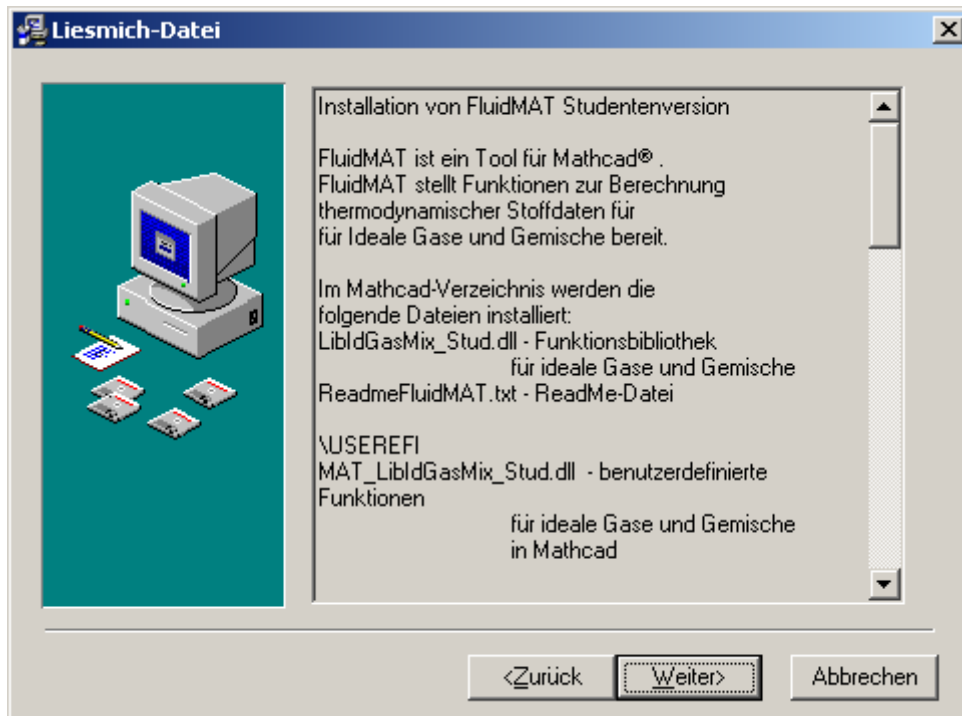 Liesmich-Datei
Installation von FluidMAT Studentenversion
FluidMAT ist ein Tool für Mathcad® .
FluidMAT stellt Funktionen zur Berechnung
thermodynamischer Stoffdaten für
für Ideale Gase und Gemische bereit.
Im Mathcad-Verzeichnis werden die
folgende Dateien installiert:
LibIdGasMix_Stud.dll - Funktionsbibliothek
für ideale Gase und Gemische
ReadmeFluidMAT.txt - ReadMe-Datei
\USEREFI
MAT_LibIdGasMix_Stud.dll - benutzerdefinierte
Funktionen
für ideale Gase und Gemische
in Mathcad
<Zurück Weiter> Abbrechen